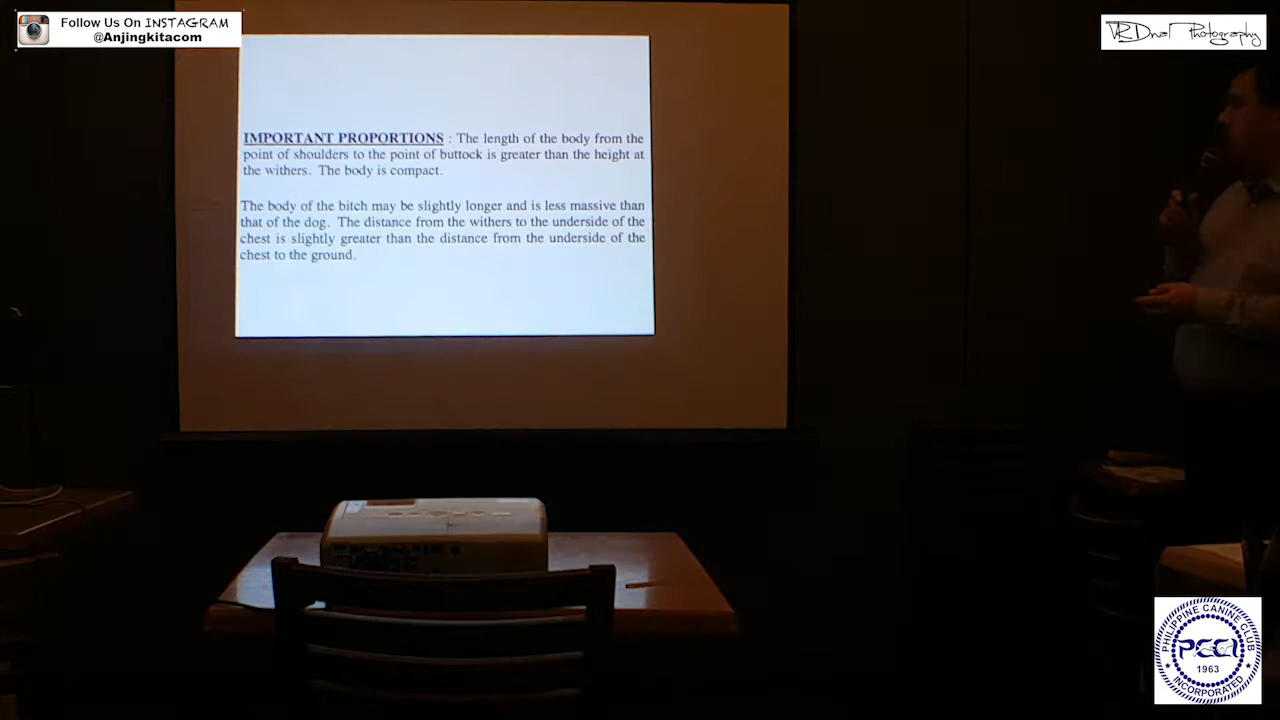 Follow Us On INSTAGRAM
@Anjingkitacom
VRDnal Photography
IMPORTANT PROPORTIONS : The length of the body from the
point of shoulders to the point of buttock is greater than the height at
the withers. The body is compact.
The body of the bitch may be slightly longer and is less massive than
that of the dog. The distance from the withers to the underside of the
chest is slightly greater than the distance from the underside of the
chest to the ground.
PHILIPPINE CANINE CLUB
PCCI
1963
INCORPORATED